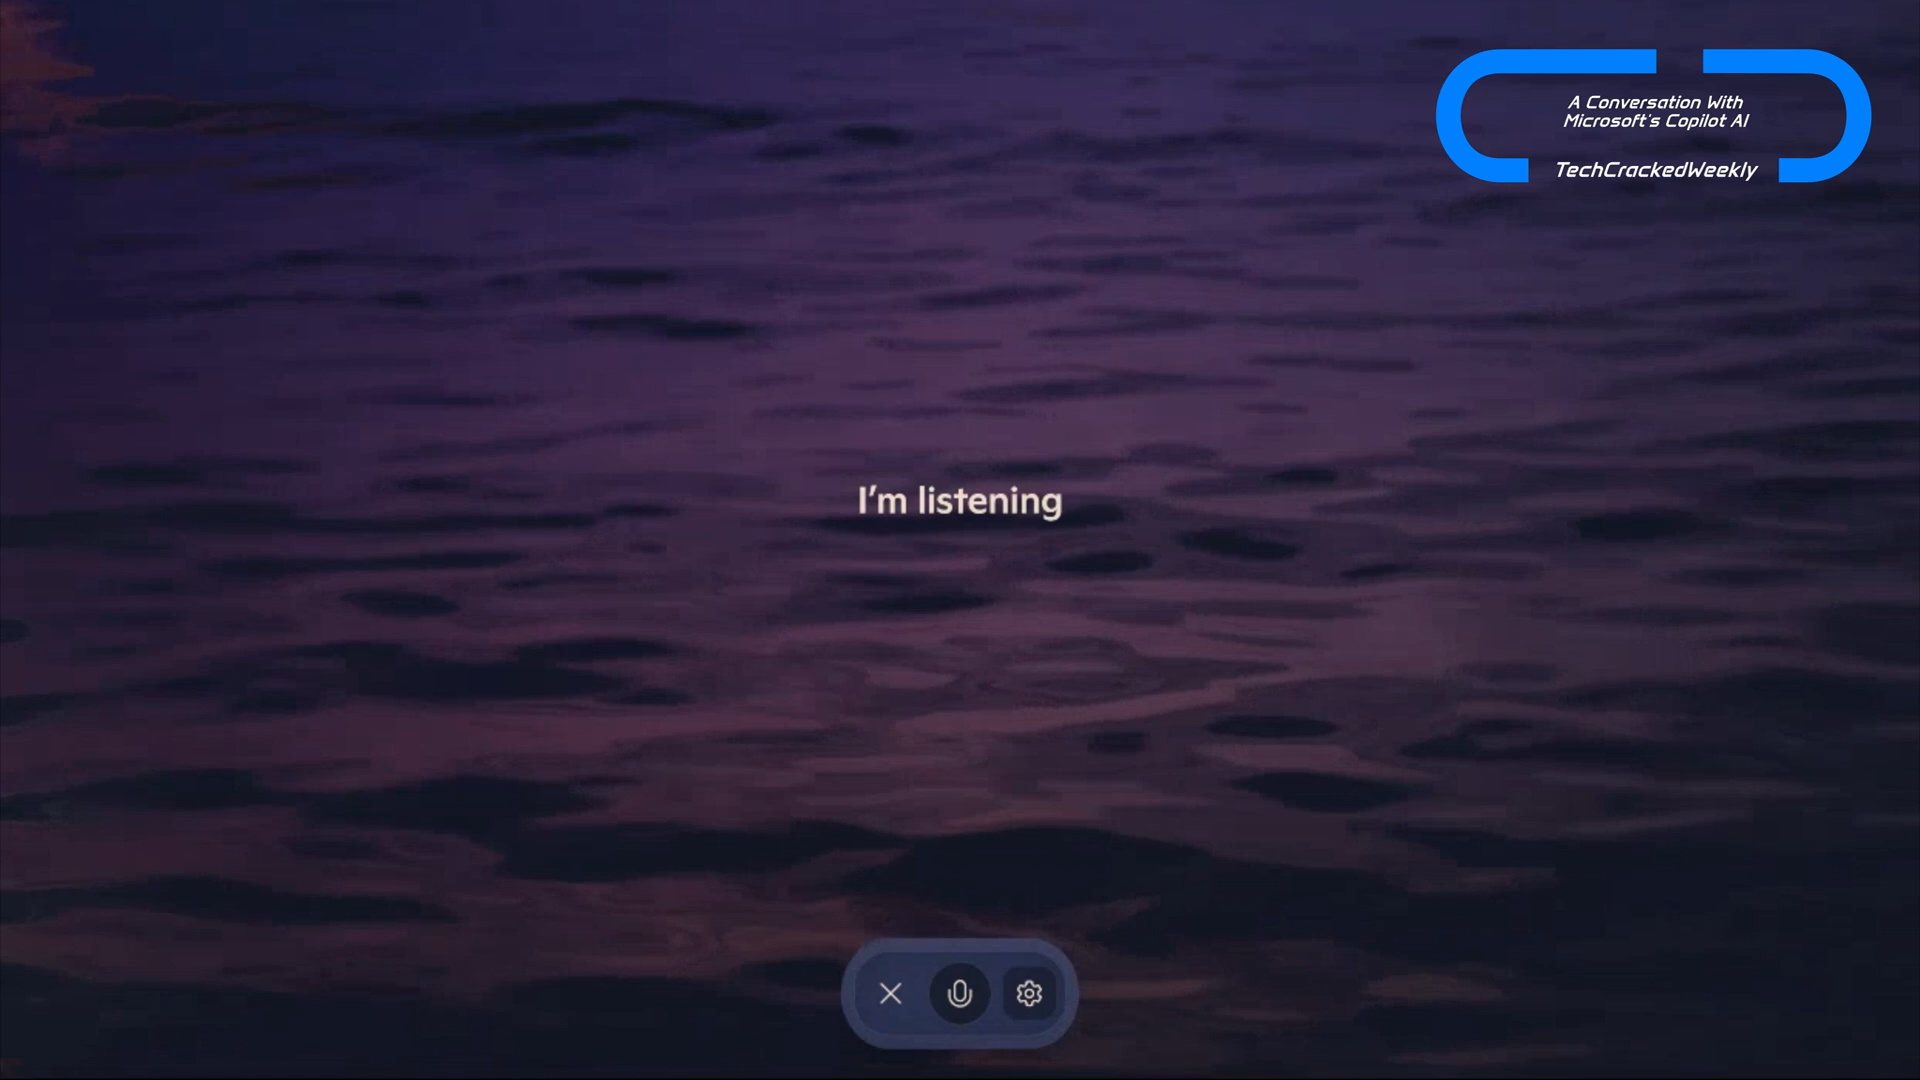 A Conversation With
Microsoft's Copilot AI
TechCrackedWeekly
I'm listening